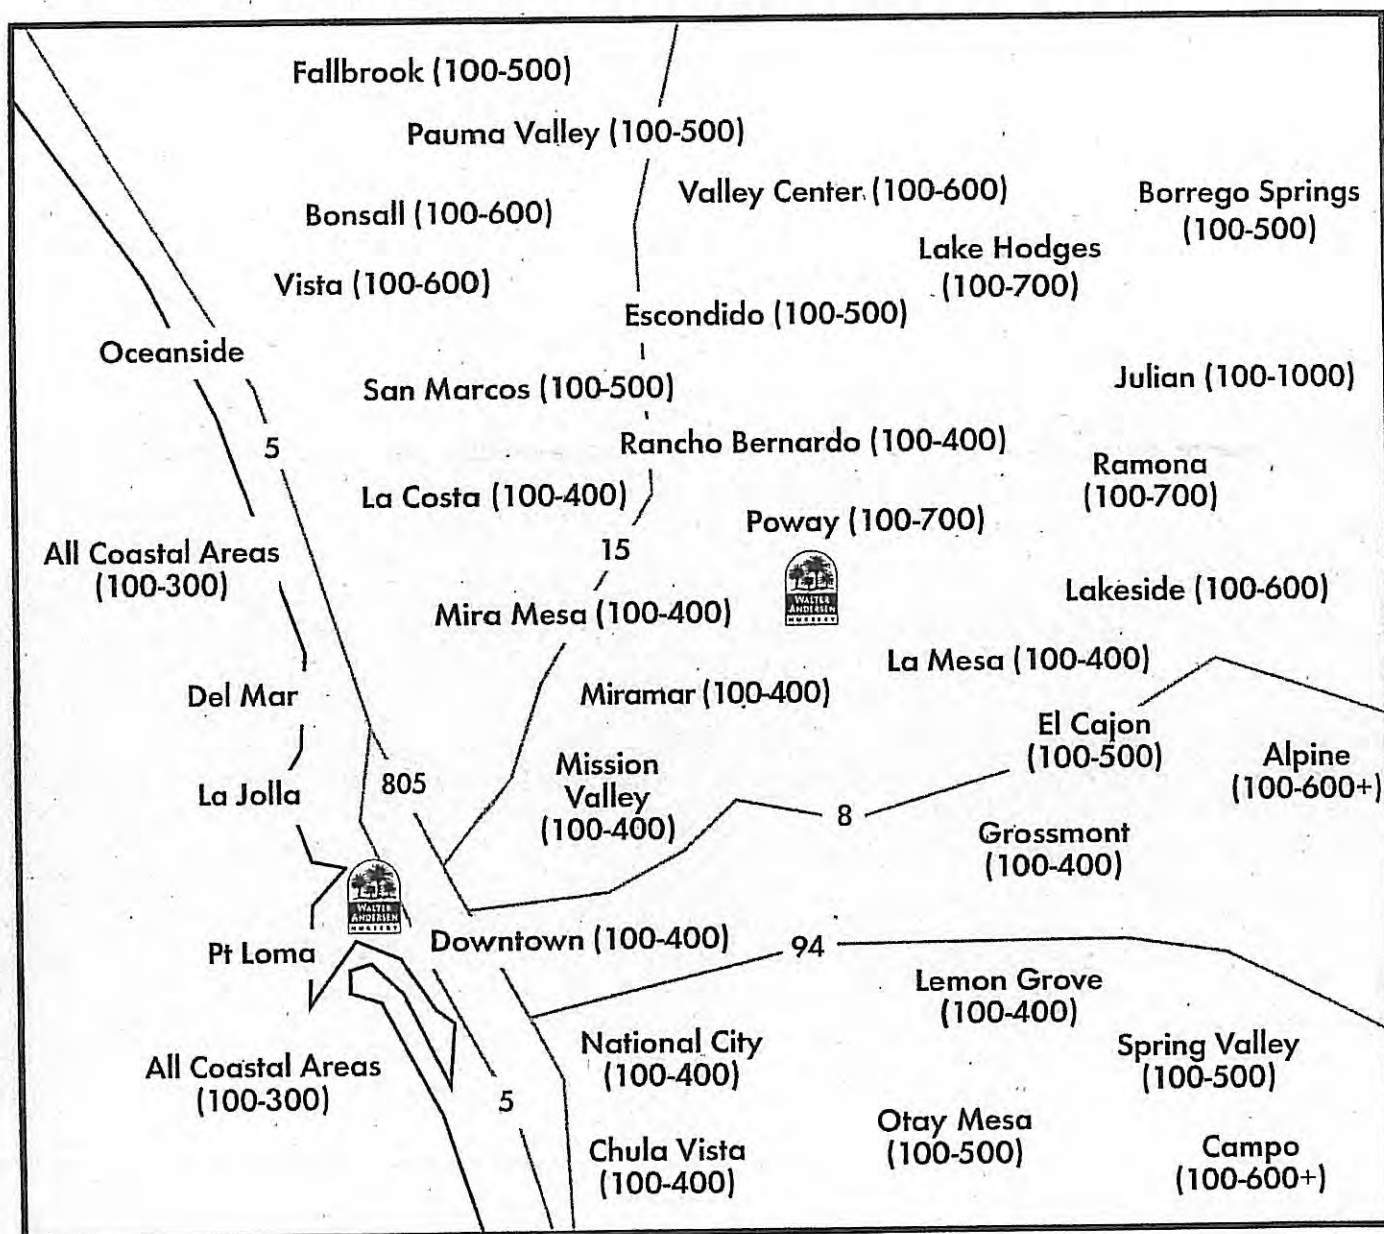 Fallbrook (100-500)
Pauma Valley (100-500)
Valley Center (100-600)
Borrego Springs
(100-500)
Bonsall (100-600)
Lake Hodges
(100-700)
Vista (100-600)
Escondido (100-500)
Oceanside
San Marcos (100-500)
Julian (100-1000)
5
Rancho Bernardo (100-400)
Ramona
(100-700)
La Costa (100-400)
Poway (100-700)
15
All Coastal Areas
(100-300)
WALTER
ANDERSEN
NURSERY
Lakeside (100-600)
Mira Mesa (100-400)
La Mesa (100-400)
Del Mar
Miramar (100-400)
El Cajon
(100-500)
Alpine
(100-600+)
Mission
Valley
(100-400)
805
La Jolla
8
Grossmont
(100-400)
WALTER
ANDERSEN
NURSERY
Pt Loma
Downtown (100-400)
94
Lemon Grove
(100-400)
National City
(100-400)
Spring Valley
(100-500)
All Coastal Areas
(100-300)
5
Otay Mesa
(100-500)
Chula Vista
(100-400)
Campo
(100-600+)